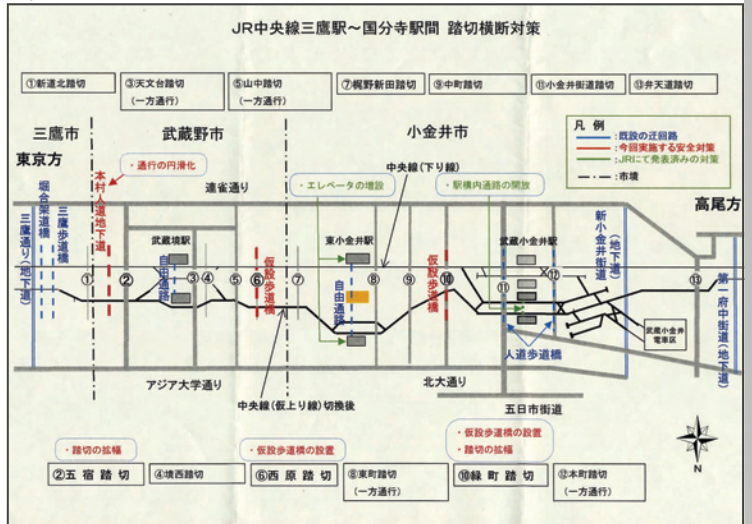 JR中央線三鷹駅～国分寺駅間 踏切横断対策
①新道北踏切
③天文台踏切
(一方通行)
⑤山中踏切
(一方通行)
⑦梶野新田踏切
⑨中町踏切
⑪小金井街道踏切
⑬弁天道踏切
三鷹市
武蔵野市
小金井市
東京方
高尾方
凡例
:既設の迂回路
:今回実施する安全対策
:JRにて発表済みの対策
:市境
・通行の円滑化
連雀通り
・エレベータの増設
中央線(下り線)
・駅構内通路の開放
三鷹通り(地下道)
堀合架道橋
三鷹歩道橋
本村人道地下道
武蔵境駅
自由通路
仮設歩道橋
東小金井駅
自由通路
仮設歩道橋
武蔵小金井駅
新小金井街道
(地下道)
第一府中街道(地下道)
① ② ③ ④ ⑤ ⑥ ⑦ ⑧ ⑨ ⑩ ⑪ ⑫ ⑬
人道歩道橋
武蔵小金井
電車区
アジア大学通り
中央線(仮上り線)切換後
北大通り
五日市街道
N
・踏切の拡幅
②五宿踏切
④境西踏切
・仮設歩道橋の設置
⑥西原踏切
⑧東町踏切
(一方通行)
・仮設歩道橋の設置
・踏切の拡幅
⑩緑町踏切
⑫本町踏切
(一方通行)